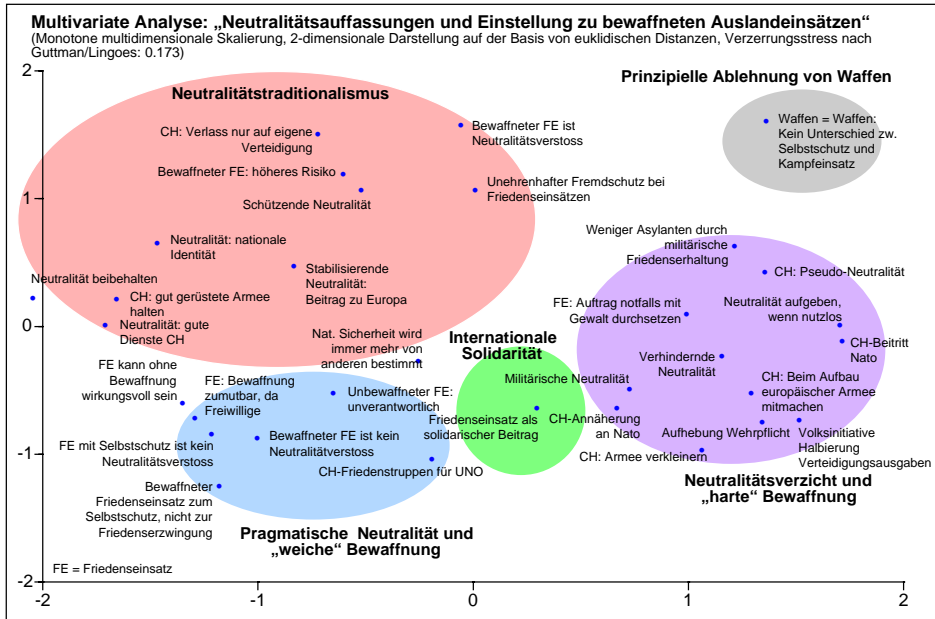 Multivariate Analyse: „Neutralitätsauffassungen und Einstellung zu bewaffneten Auslandeinsätzen“
(Monotone multidimensionale Skalierung, 2-dimensionale Darstellung auf der Basis von euklidischen Distanzen, Verzerrungsstress nach
Guttman/Lingoes: 0.173)
2
1
0
-1
-2
Neutralitätstraditionalismus
CH: Verlass nur auf eigene
Verteidigung
Bewaffneter FE ist
Neutralitätsverstoss
Bewaffneter FE: höheres Risiko
Schützende Neutralität
Unehrenhafter Fremdschutz bei
Friedenseinsätzen
Neutralität: nationale
Identität
Stabilisierende
Neutralität:
Beitrag zu Europa
Neutralität beibehalten
CH: gut gerüstete Armee
halten
Neutralität: gute
Dienste CH
Nat. Sicherheit wird
immer mehr von
anderen bestimmt
Prinzipielle Ablehnung von Waffen
Waffen = Waffen:
Kein Unterschied zw.
Selbstschutz und
Kampfeinsatz
Weniger Asylanten durch
militärische
Friedenserhaltung
CH: Pseudo-Neutralität
FE: Auftrag notfalls mit
Gewalt durchsetzen
Neutralität aufgeben,
wenn nutzlos
CH-Beitritt
Nato
Verhindernde
Neutralität
CH: Beim Aufbau
europäischer Armee
mitmachen
Militärische Neutralität
CH-Annäherung
an Nato
Aufhebung Wehrpflicht
Volksinitiative
Halbierung
Verteidigungsausgaben
CH: Armee verkleinern
Neutralitätsverzicht und
„harte“ Bewaffnung
Internationale
Solidarität
Friedenseinsatz als
solidarischer Beitrag
FE kann ohne
Bewaffnung
wirkungsvoll sein
FE: Bewaffnung
zumutbar, da
Freiwillige
Unbewaffneter FE:
unverantwortlich
FE mit Selbstschutz ist kein
Neutralitätsverstoss
Bewaffneter FE ist kein
Neutralitätverstoss
CH-Friedenstruppen für UNO
Bewaffneter
Friedenseinsatz zum
Selbstschutz, nicht zur
Friedenserzwingung
Pragmatische Neutralität und
„weiche“ Bewaffnung
FE = Friedenseinsatz
-2
-1
0
1
2